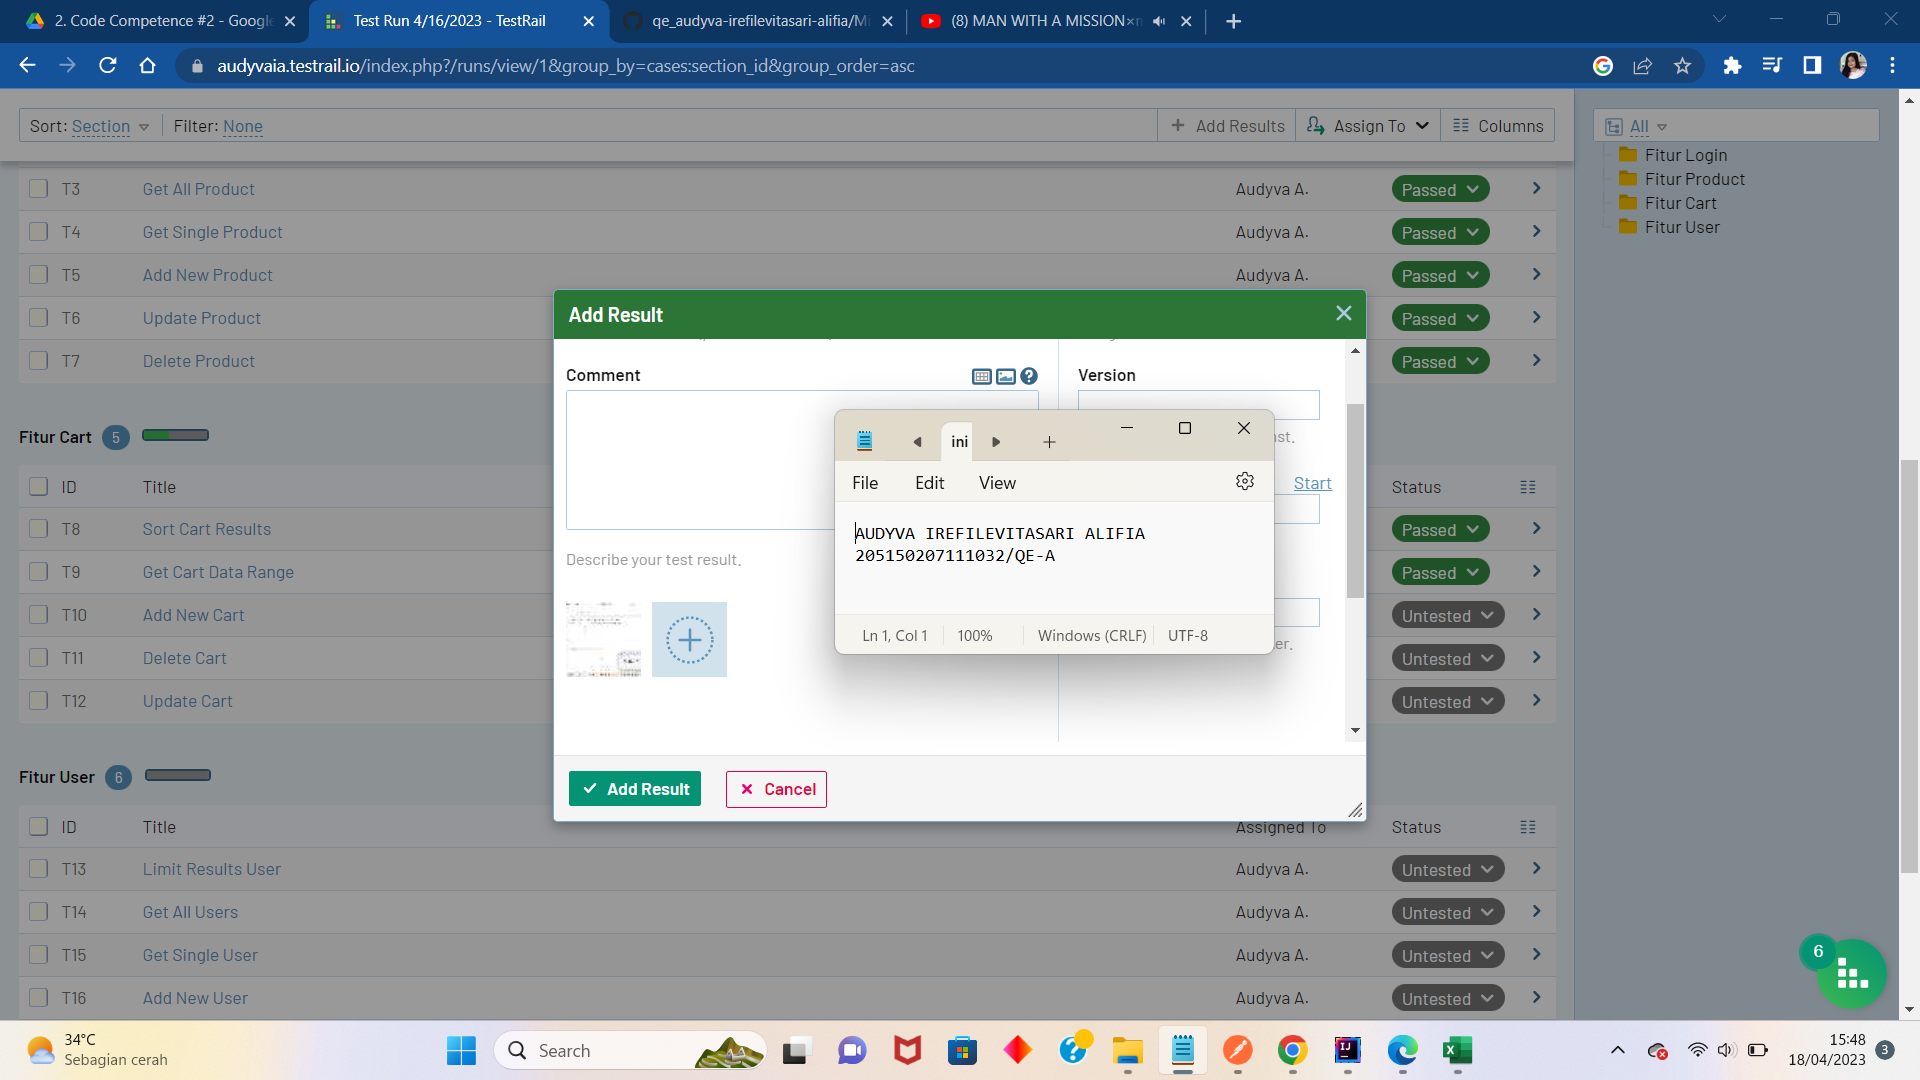 2. Code Competence #2 - Google
Test Run 4/16/2023 - TestRail
qe_audyva-irefilevitasari-alifia/Mi
(8) MAN WITH A MISSION×m
audyvaia.testrail.io/index.php?/runs/view/1&group_by=cases:section_id&group_order=asc
Sort: Section
Filter: None
Add Results
Assign To
Columns
All
Fitur Login
Fitur Product
Fitur Cart
Fitur User
T3 Get All Product Audyva A. Passed
T4 Get Single Product Audyva A. Passed
T5 Add New Product Audyva A. Passed
T6 Update Product Passed
T7 Delete Product Passed
Add Result
Comment
Version
Describe your test result.
st.
Start
er.
ini
File Edit View
AUDYVA IREFILEVITASARI ALIFIA
205150207111032/QE-A
Ln 1, Col 1 100% Windows (CRLF) UTF-8
Add Result
Cancel
Fitur Cart 5
ID Title Status
T8 Sort Cart Results Passed
T9 Get Cart Data Range Passed
T10 Add New Cart Untested
T11 Delete Cart Untested
T12 Update Cart Untested
Fitur User 6
ID Title Assigned To Status
T13 Limit Results User Audyva A. Untested
T14 Get All Users Audyva A. Untested
T15 Get Single User Audyva A. Untested
T16 Add New User Audyva A. Untested
6
34°C
Sebagian cerah
Search
15:48
18/04/2023
3